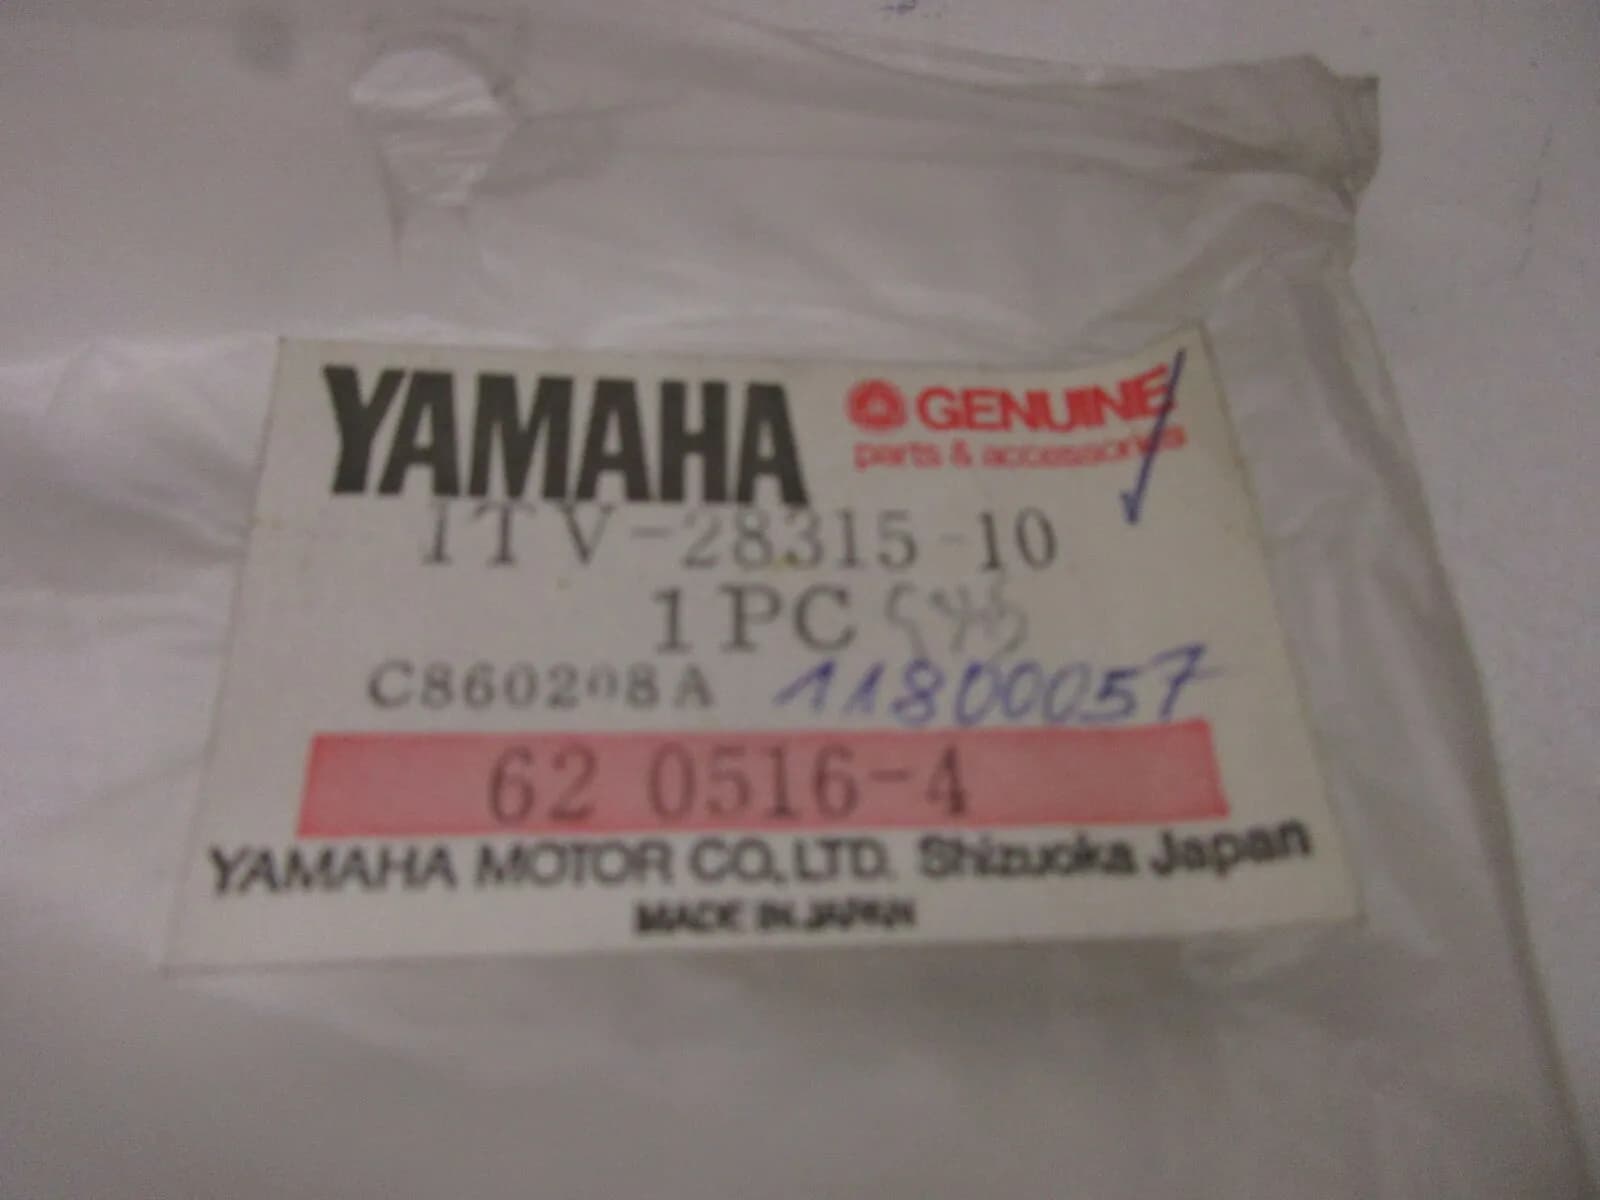 YAMAHA
GENUINE
parts & accessories
1TV-28315-10
1PC
C860208A 11800057
62 0516-4
YAMAHA MOTOR CO., LTD. Shizuoka Japan
MADE IN JAPAN